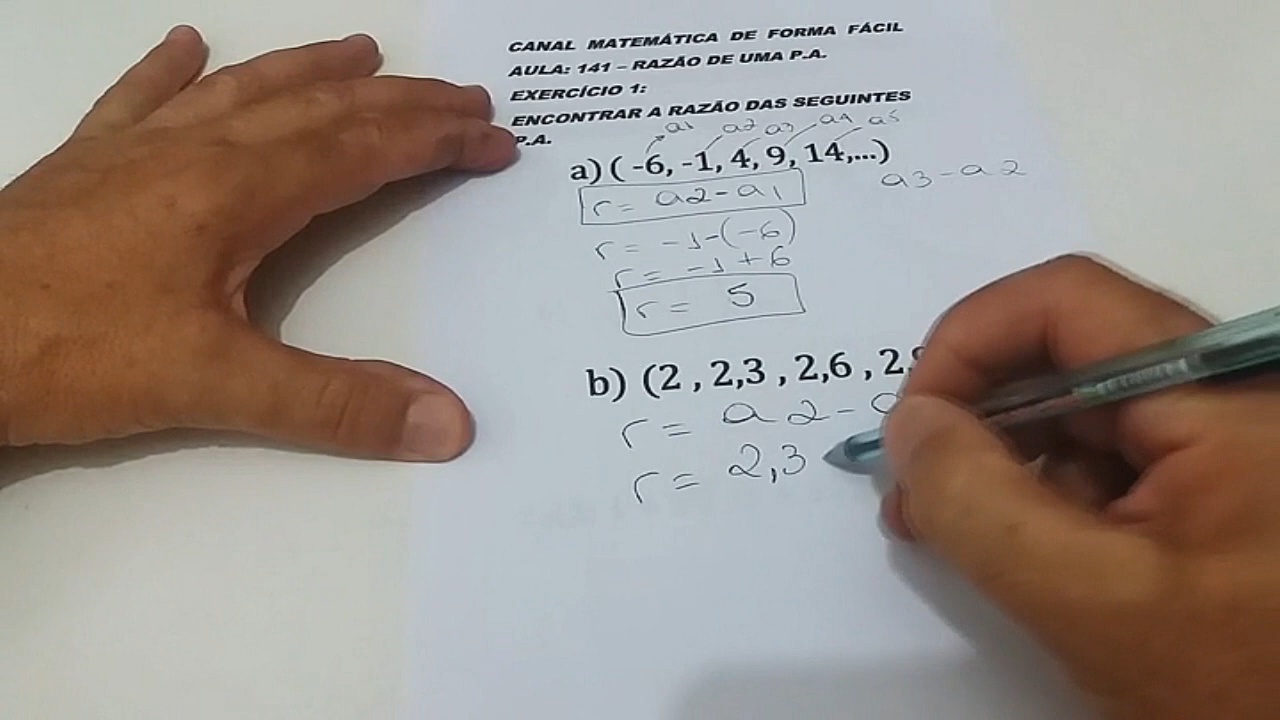 CANAL MATEMÁTICA DE FORMA FÁCIL
AULA: 141 – RAZÃO DE UMA P.A.
EXERCÍCIO 1:
ENCONTRAR A RAZÃO DAS SEGUINTES
P.A.
a1 a2 a3 a4 a5
a) ( -6, -1, 4, 9, 14,...)
a3-a2
r = a2-a1
r = -1-(-6)
r = -1+6
r = 5
b) (2 , 2,3 , 2,6 , 2,
r = a2-
r = 2,3